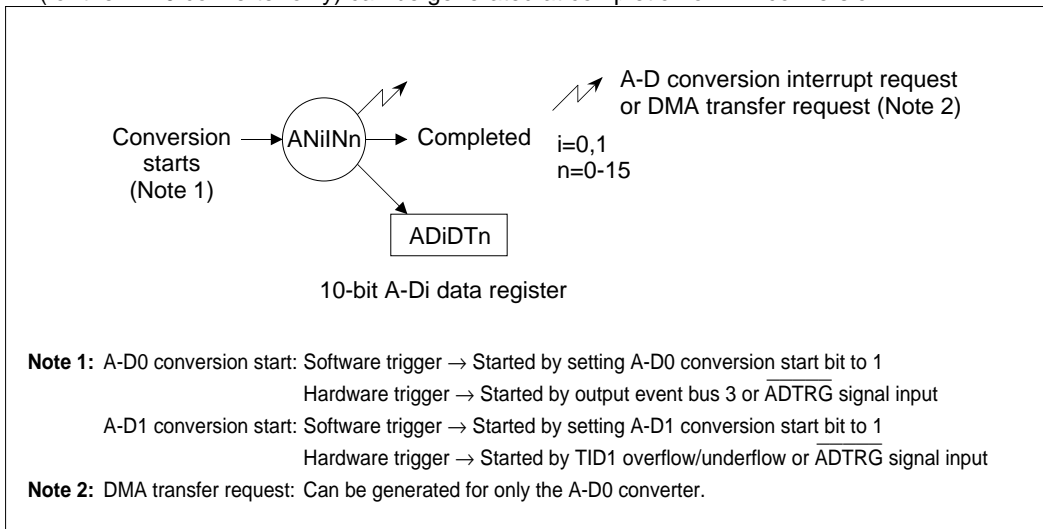 A-D conversion interrupt request
or DMA transfer request (Note 2)
Conversion
starts
(Note 1)
ANiINn
Completed
i=0,1
n=0-15
ADiDTn
10-bit A-Di data register
Note 1: A-D0 conversion start: Software trigger → Started by setting A-D0 conversion start bit to 1
Hardware trigger → Started by output event bus 3 or ADTRG signal input
A-D1 conversion start: Software trigger → Started by setting A-D1 conversion start bit to 1
Hardware trigger → Started by TID1 overflow/underflow or ADTRG signal input
Note 2: DMA transfer request: Can be generated for only the A-D0 converter.